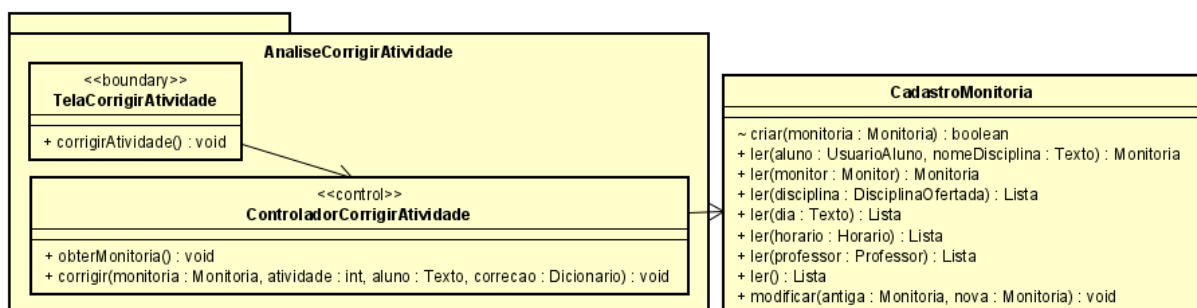 AnaliseCorrigirAtividade
<<boundary>>
TelaCorrigirAtividade
+ corrigirAtividade() : void
<<control>>
ControladorCorrigirAtividade
+ obterMonitoria() : void
+ corrigir(monitoria : Monitoria, atividade : int, aluno : Texto, correcao : Dicionario) : void
CadastroMonitoria
~ criar(monitoria : Monitoria) : boolean
+ ler(aluno : UsuarioAluno, nomeDisciplina : Texto) : Monitoria
+ ler(monitor : Monitor) : Monitoria
+ ler(disciplina : DisciplinaOfertada) : Lista
+ ler(dia : Texto) : Lista
+ ler(horario : Horario) : Lista
+ ler(professor : Professor) : Lista
+ ler() : Lista
+ modificar(antiga : Monitoria, nova : Monitoria) : void